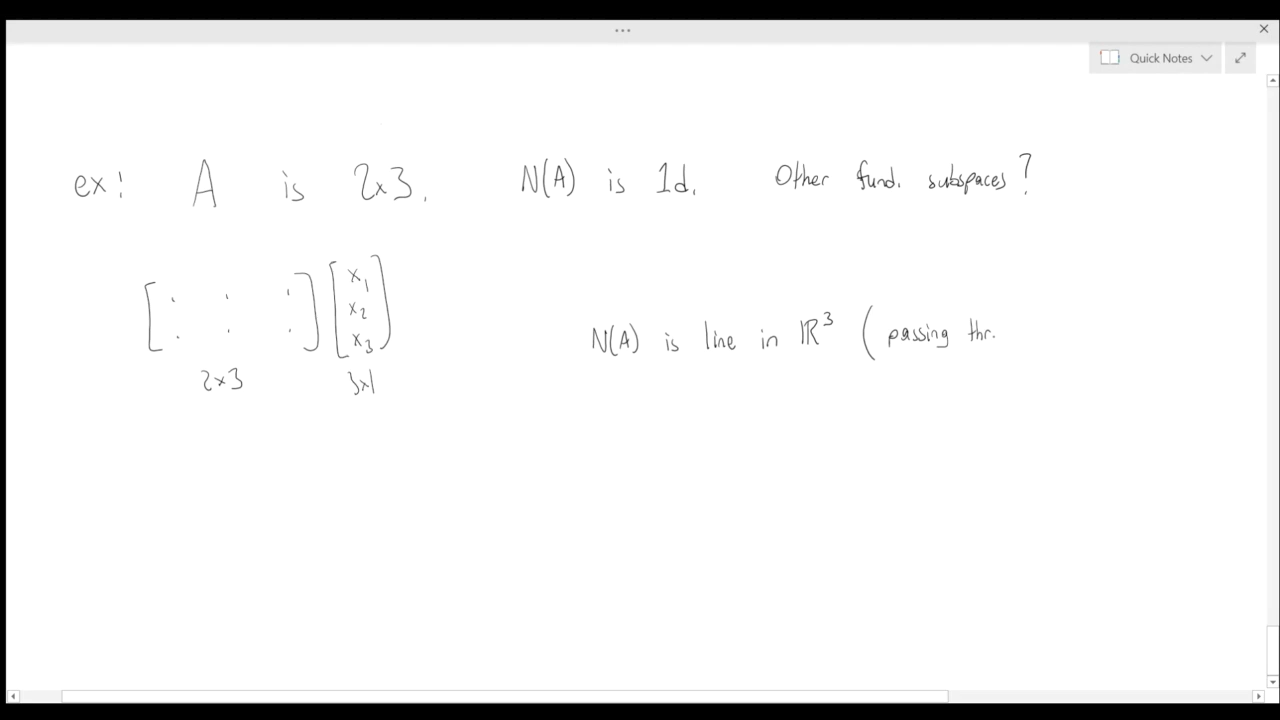 Quick Notes
ex: A is 2x3. N(A) is 1d. Other fund. subspaces?
[ : : : ] [ x₁ x₂ x₃ ]
2x3 3x1
N(A) is line in ℝ³ ( passing thr.